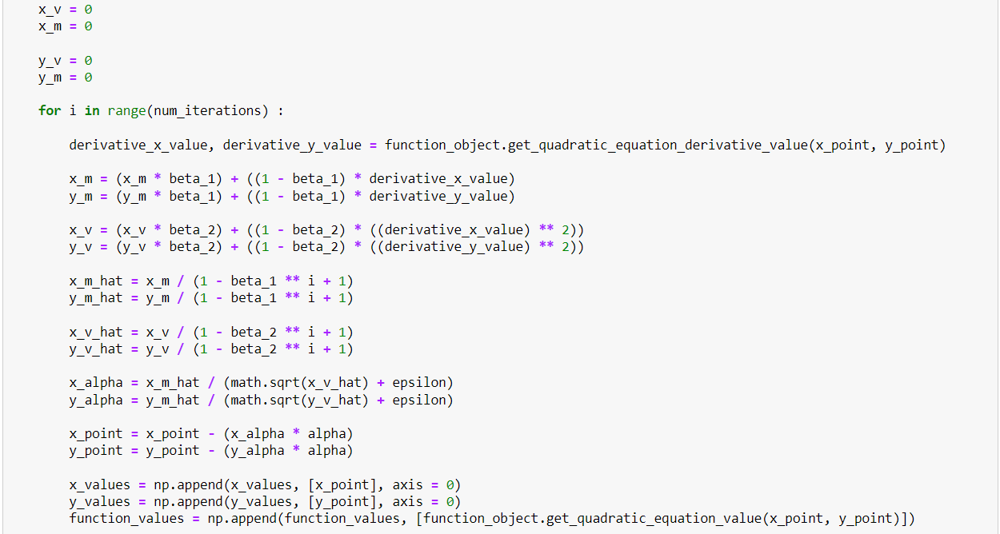 x_v = 0
x_m = 0
y_v = 0
y_m = 0
for i in range(num_iterations) :
derivative_x_value, derivative_y_value = function_object.get_quadratic_equation_derivative_value(x_point, y_point)
x_m = (x_m * beta_1) + ((1 - beta_1) * derivative_x_value)
y_m = (y_m * beta_1) + ((1 - beta_1) * derivative_y_value)
x_v = (x_v * beta_2) + ((1 - beta_2) * ((derivative_x_value) ** 2))
y_v = (y_v * beta_2) + ((1 - beta_2) * ((derivative_y_value) ** 2))
x_m_hat = x_m / (1 - beta_1 ** i + 1)
y_m_hat = y_m / (1 - beta_1 ** i + 1)
x_v_hat = x_v / (1 - beta_2 ** i + 1)
y_v_hat = y_v / (1 - beta_2 ** i + 1)
x_alpha = x_m_hat / (math.sqrt(x_v_hat) + epsilon)
y_alpha = y_m_hat / (math.sqrt(y_v_hat) + epsilon)
x_point = x_point - (x_alpha * alpha)
y_point = y_point - (y_alpha * alpha)
x_values = np.append(x_values, [x_point], axis = 0)
y_values = np.append(y_values, [y_point], axis = 0)
function_values = np.append(function_values, [function_object.get_quadratic_equation_value(x_point, y_point)])